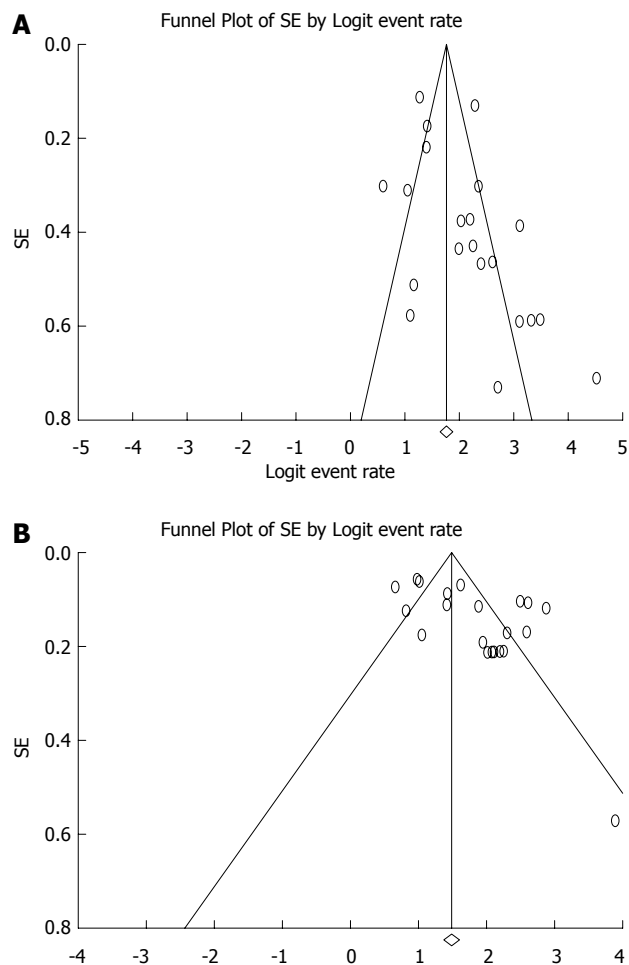 A
Funnel Plot of SE by Logit event rate
0.0
0.2
0.4
0.6
0.8
SE
-5 -4 -3 -2 -1 0 1 2 3 4 5
Logit event rate
B
Funnel Plot of SE by Logit event rate
0.0
0.2
0.4
0.6
0.8
SE
-4 -3 -2 -1 0 1 2 3 4